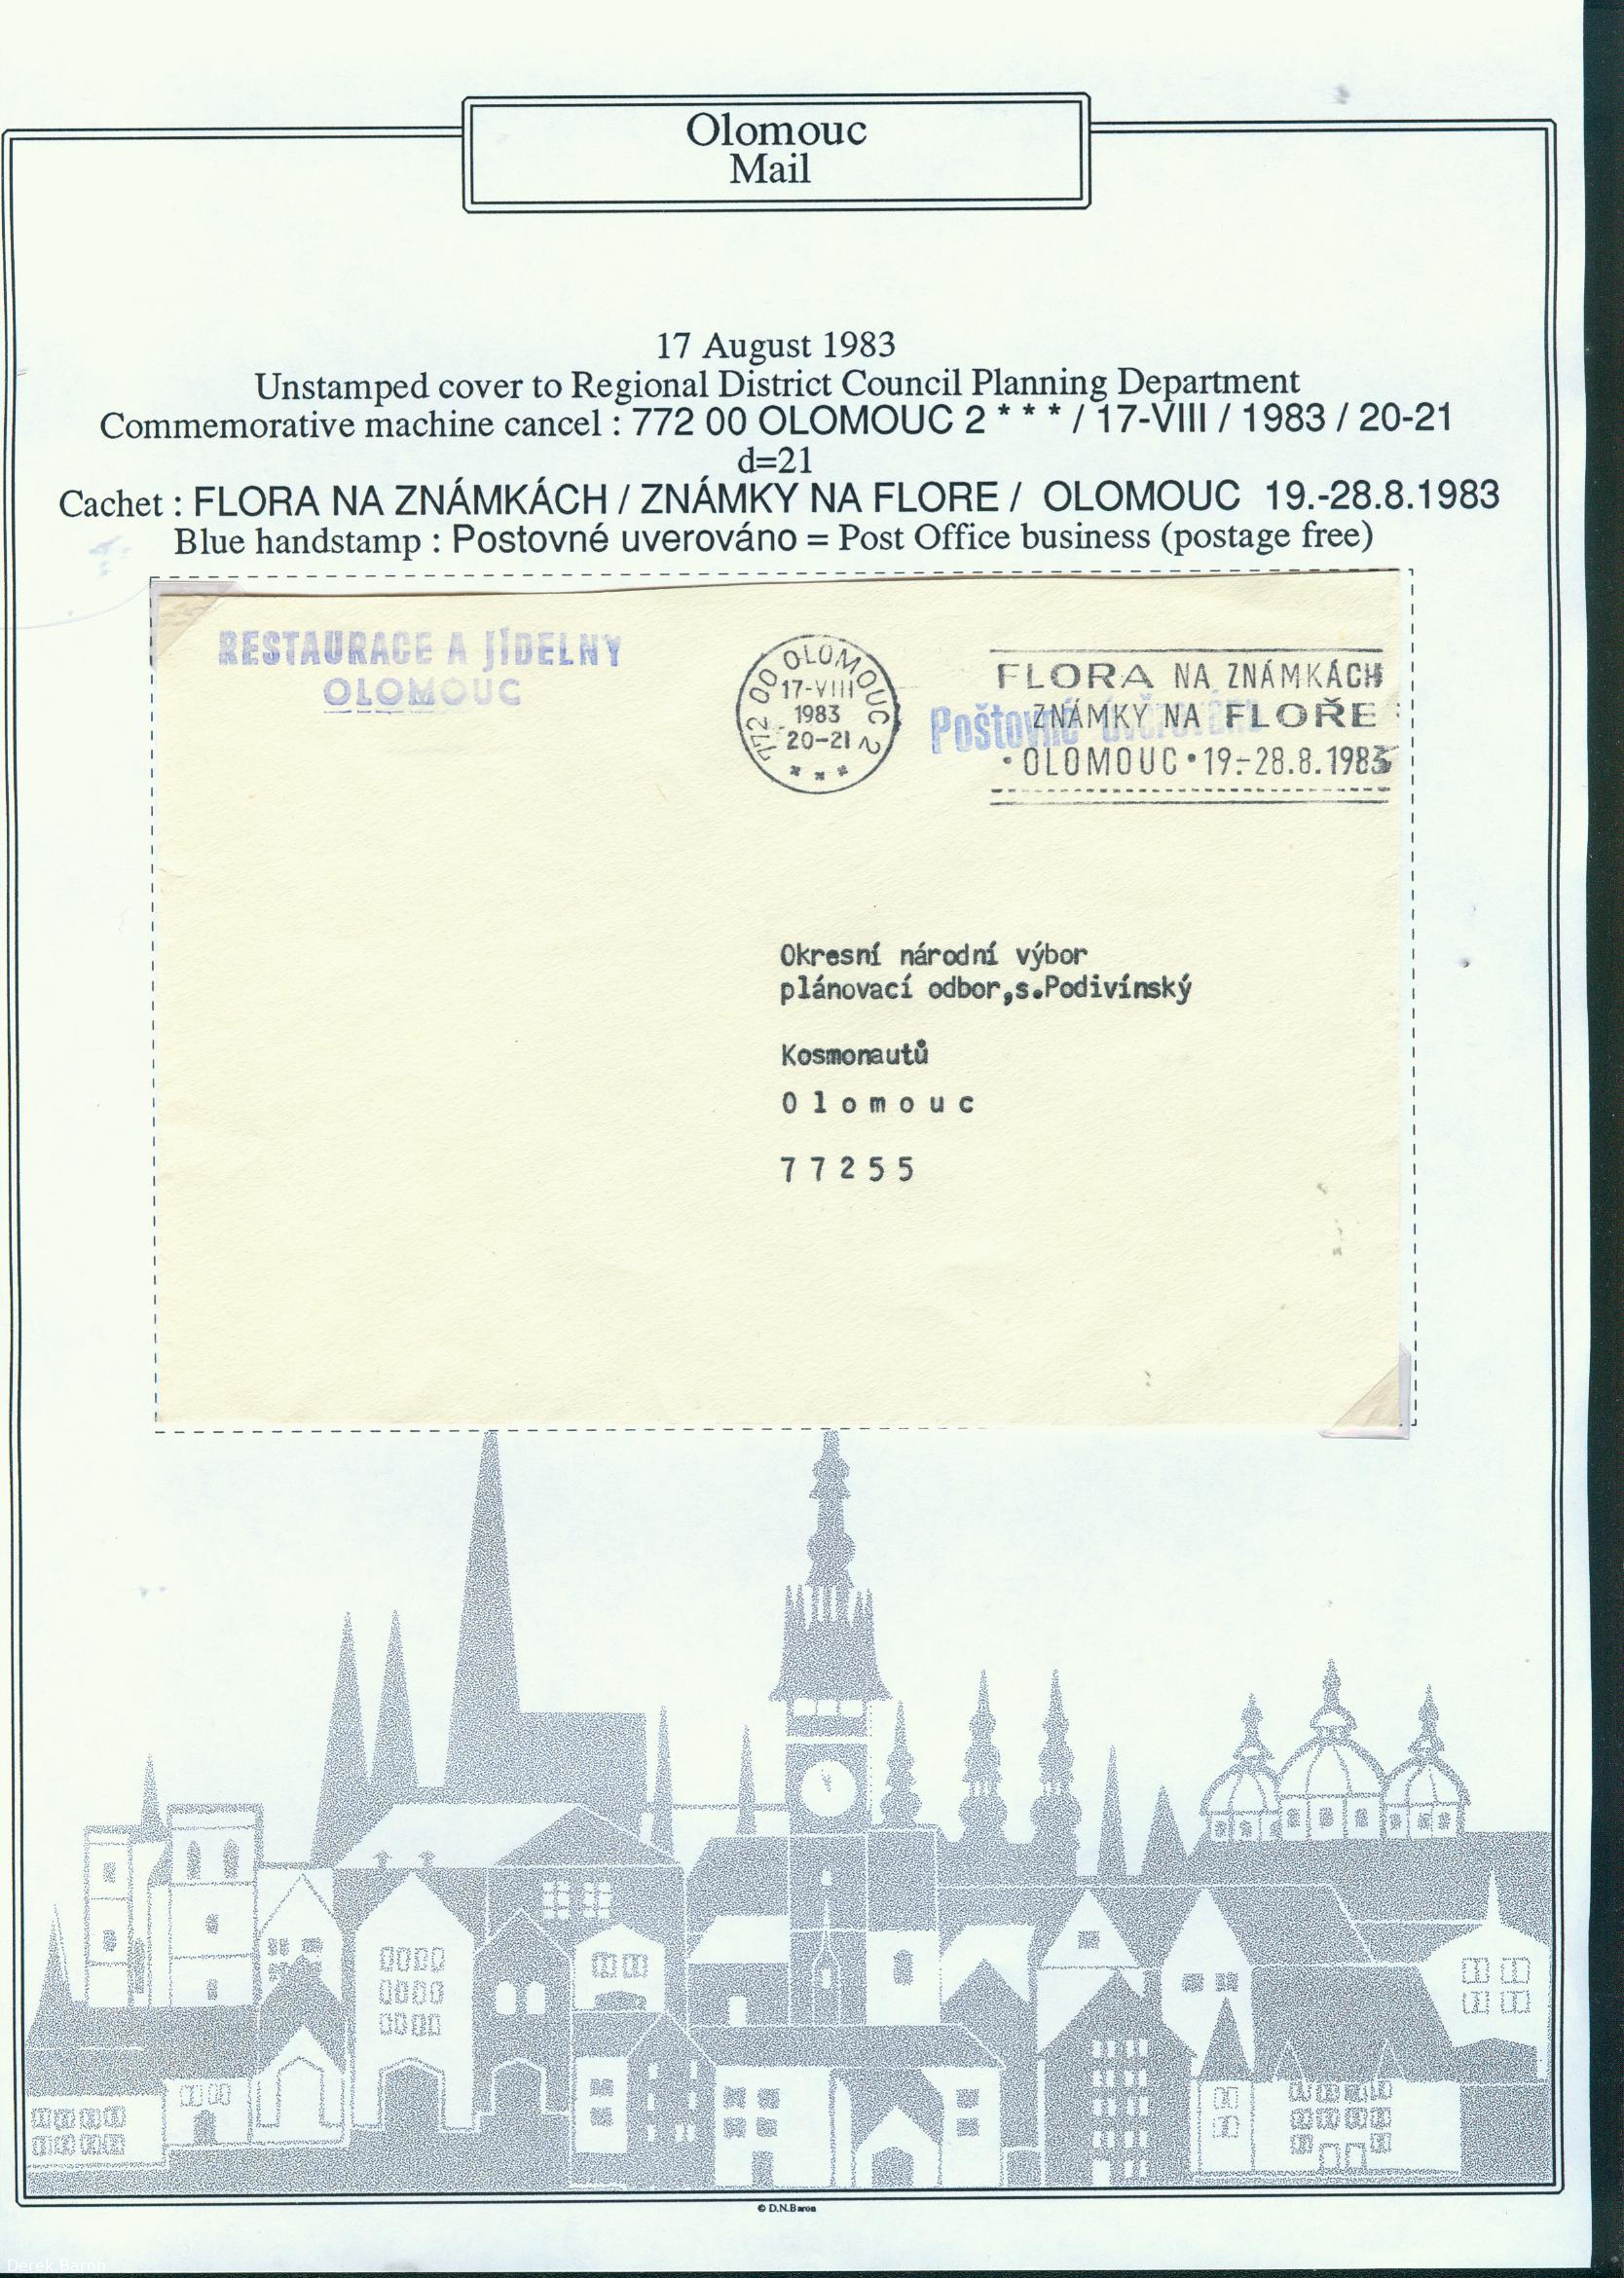 Olomouc
Mail
17 August 1983
Unstamped cover to Regional District Council Planning Department
Commemorative machine cancel : 772 00 OLOMOUC 2 * * * / 17-VIII / 1983 / 20-21
d=21
Cachet : FLORA NA ZNÁMKÁCH / ZNÁMKY NA FLORE / OLOMOUC 19.-28.8.1983
Blue handstamp : Postovné uverováno = Post Office business (postage free)
RESTAURACE A JÍDELNY
OLOMOUC
772 00 OLOMOUC 2
17-VIII
1983
20-21
* * *
FLORA NA ZNÁMKÁCH
ZNÁMKY NA FLOŘE
• OLOMOUC • 19.-28.8.1983
Poštovné úvěrováno
Okresní národní výbor
plánovací odbor,s.Podivínský
Kosmonautů
O l o m o u c
7 7 2 5 5
© D.N.Baron
Derek Baron